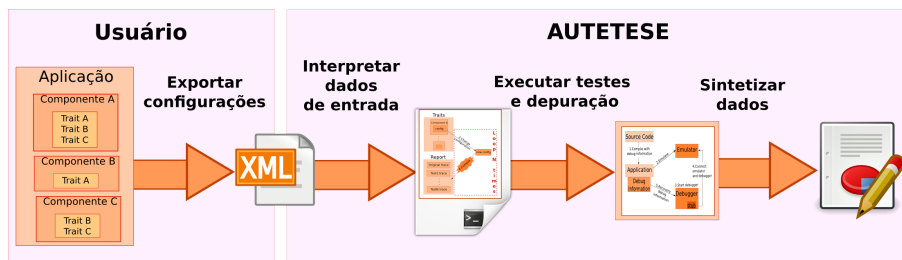 Usuário
AUTETESE
Aplicação
Componente A
Trait A
Trait B
Trait C
Componente B
Trait A
Componente C
Trait B
Trait C
Exportar
configurações
XML
Interpretar
dados
de entrada
Traits
Report
Executar testes
e depuração
Source Code
Emulator
Application
Debug
Debugger
Sintetizar
dados